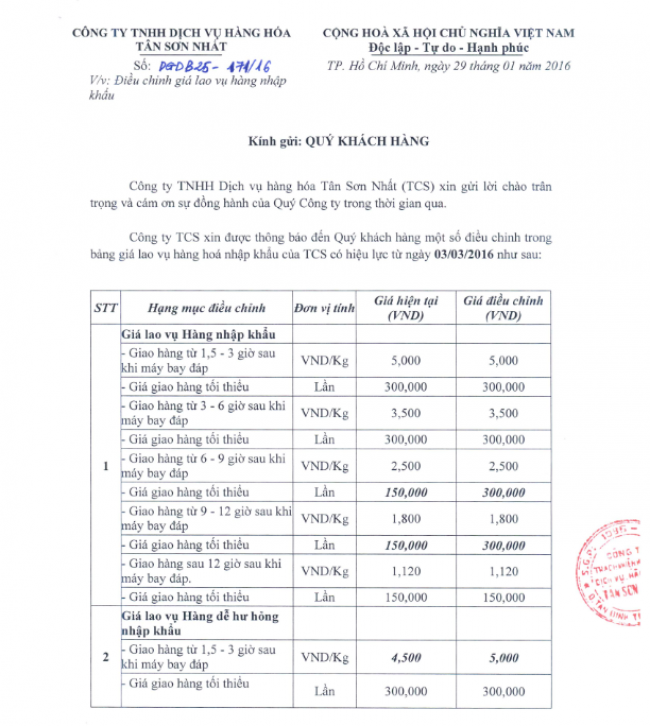 CÔNG TY TNHH DỊCH VỤ HÀNG HÓA
TÂN SƠN NHẤT
Số: PGDB25-171/16
V/v: Điều chỉnh giá lao vụ hàng nhập
khẩu
CỘNG HOÀ XÃ HỘI CHỦ NGHĨA VIỆT NAM
Độc lập - Tự do - Hạnh phúc
TP. Hồ Chí Minh, ngày 29 tháng 01 năm 2016
Kính gửi: QUÝ KHÁCH HÀNG
Công ty TNHH Dịch vụ hàng hóa Tân Sơn Nhất (TCS) xin gửi lời chào trân
trọng và cám ơn sự đồng hành của Quý Công ty trong thời gian qua.
Công ty TCS xin được thông báo đến Quý khách hàng một số điều chỉnh trong
bảng giá lao vụ hàng hoá nhập khẩu của TCS có hiệu lực từ ngày 03/03/2016 như sau:
STT Hạng mục điều chỉnh Đơn vị tính Giá hiện tại (VND) Giá điều chỉnh (VND)
1
Giá lao vụ Hàng nhập khẩu
- Giao hàng từ 1,5 - 3 giờ sau
khi máy bay đáp VND/Kg 5,000 5,000
- Giá giao hàng tối thiểu Lần 300,000 300,000
- Giao hàng từ 3 - 6 giờ sau khi
máy bay đáp VND/Kg 3,500 3,500
- Giá giao hàng tối thiểu Lần 300,000 300,000
- Giao hàng từ 6 - 9 giờ sau khi
máy bay đáp VND/Kg 2,500 2,500
- Giá giao hàng tối thiểu Lần 150,000 300,000
- Giao hàng từ 9 - 12 giờ sau khi
máy bay đáp VND/Kg 1,800 1,800
- Giá giao hàng tối thiểu Lần 150,000 300,000
- Giao hàng sau 12 giờ sau khi
máy bay đáp. VND/Kg 1,120 1,120
- Giá giao hàng tối thiểu Lần 150,000 150,000
2
Giá lao vụ Hàng dễ hư hỏng
nhập khẩu
- Giao hàng từ 1,5 - 3 giờ sau
khi máy bay đáp VND/Kg 4,500 5,000
- Giá giao hàng tối thiểu Lần 300,000 300,000
CÔNG T
DỊCH VỤ HÀ
TÂN SƠN